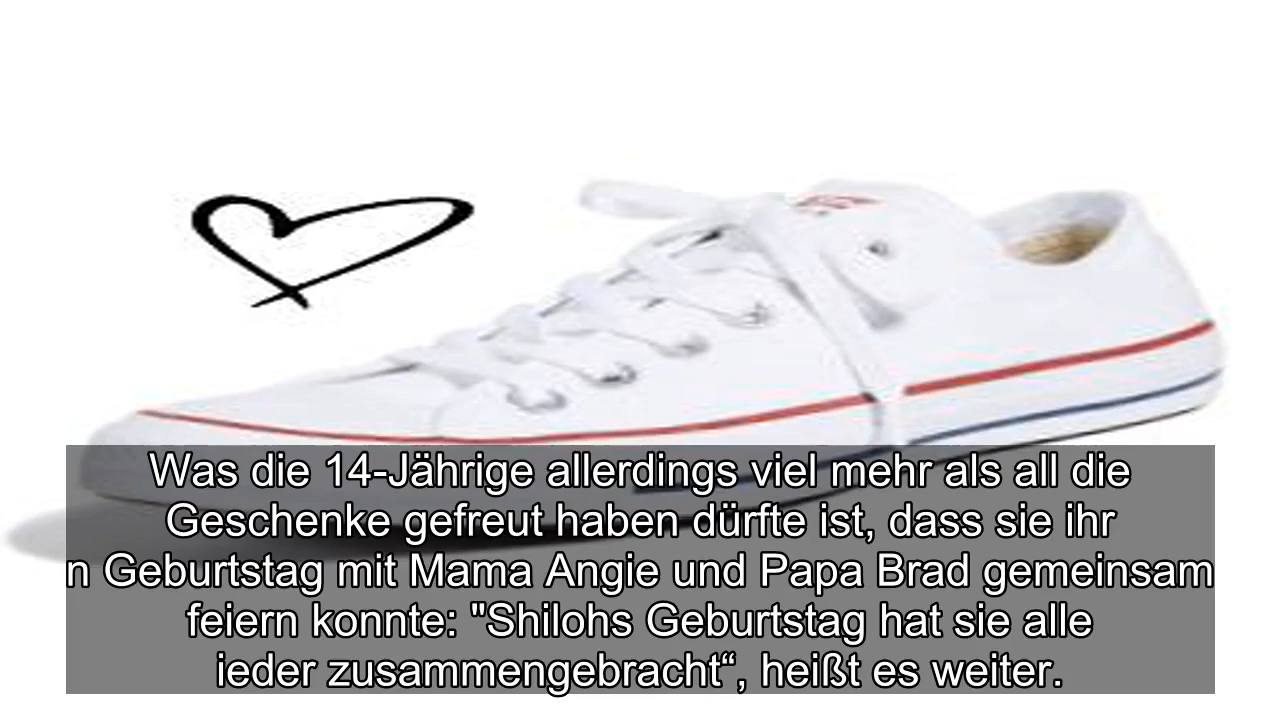 Was die 14-Jährige allerdings viel mehr als all die
Geschenke gefreut haben dürfte ist, dass sie ihr
n Geburtstag mit Mama Angie und Papa Brad gemeinsam
feiern konnte: "Shilohs Geburtstag hat sie alle
ieder zusammengebracht“, heißt es weiter.